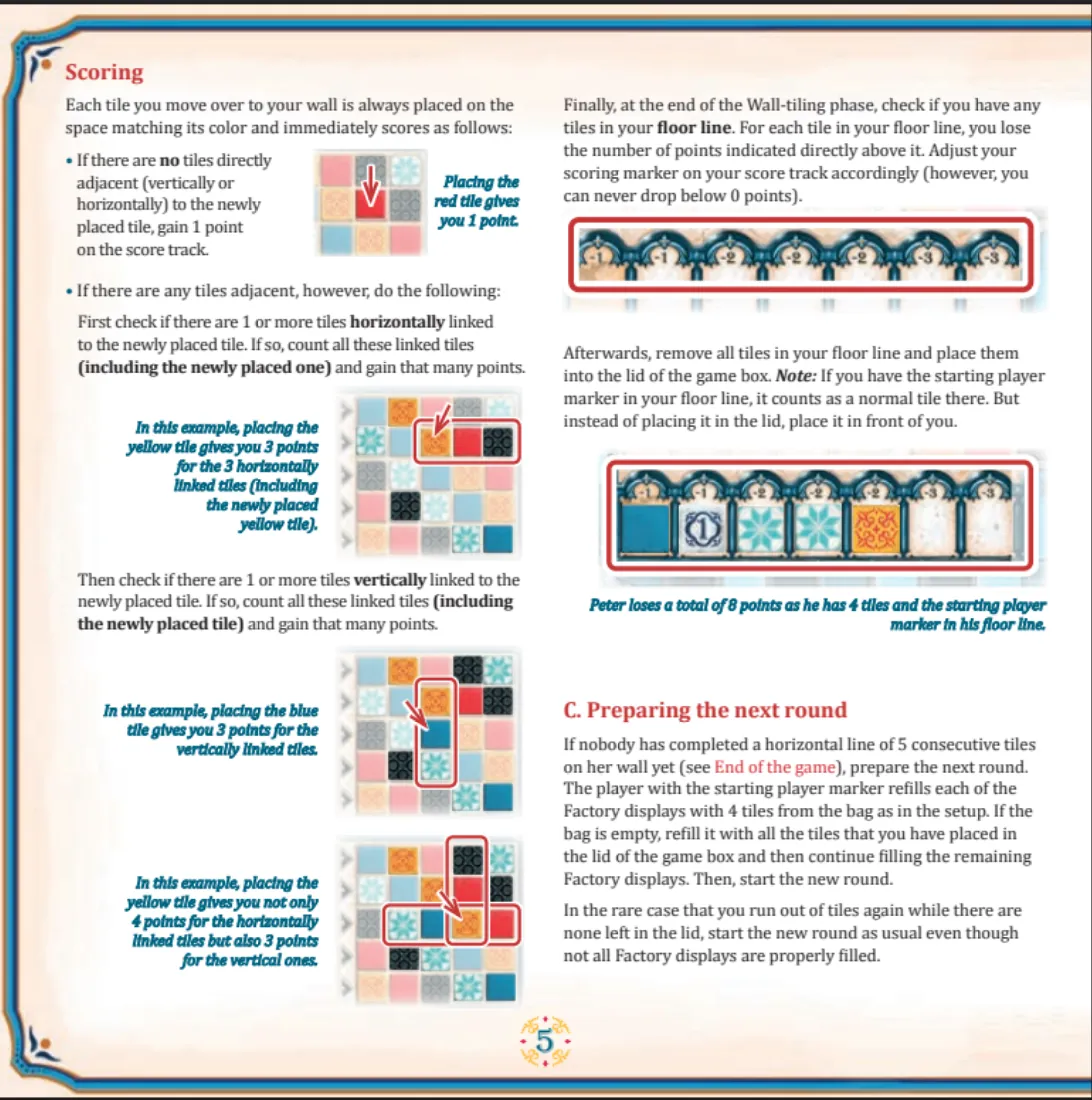 Scoring
Each tile you move over to your wall is always placed on the
space matching its color and immediately scores as follows:
• If there are no tiles directly
adjacent (vertically or
horizontally) to the newly
placed tile, gain 1 point
on the score track.
Placing the
red tile gives
you 1 point.
• If there are any tiles adjacent, however, do the following:
First check if there are 1 or more tiles horizontally linked
to the newly placed tile. If so, count all these linked tiles
(including the newly placed one) and gain that many points.
In this example, placing the
yellow tile gives you 3 points
for the 3 horizontally
linked tiles (including
the newly placed
yellow tile).
Then check if there are 1 or more tiles vertically linked to the
newly placed tile. If so, count all these linked tiles (including
the newly placed tile) and gain that many points.
In this example, placing the blue
tile gives you 3 points for the
vertically linked tiles.
In this example, placing the
yellow tile gives you not only
4 points for the horizontally
linked tiles but also 3 points
for the vertical ones.
Finally, at the end of the Wall-tiling phase, check if you have any
tiles in your floor line. For each tile in your floor line, you lose
the number of points indicated directly above it. Adjust your
scoring marker on your score track accordingly (however, you
can never drop below 0 points).
-1 -1 -2 -2 -2 -3 -3
Afterwards, remove all tiles in your floor line and place them
into the lid of the game box. Note: If you have the starting player
marker in your floor line, it counts as a normal tile there. But
instead of placing it in the lid, place it in front of you.
-1 -1 -2 -2 -2 -3 -3
1
Peter loses a total of 8 points as he has 4 tiles and the starting player
marker in his floor line.
C. Preparing the next round
If nobody has completed a horizontal line of 5 consecutive tiles
on her wall yet (see End of the game), prepare the next round.
The player with the starting player marker refills each of the
Factory displays with 4 tiles from the bag as in the setup. If the
bag is empty, refill it with all the tiles that you have placed in
the lid of the game box and then continue filling the remaining
Factory displays. Then, start the new round.
In the rare case that you run out of tiles again while there are
none left in the lid, start the new round as usual even though
not all Factory displays are properly filled.
5